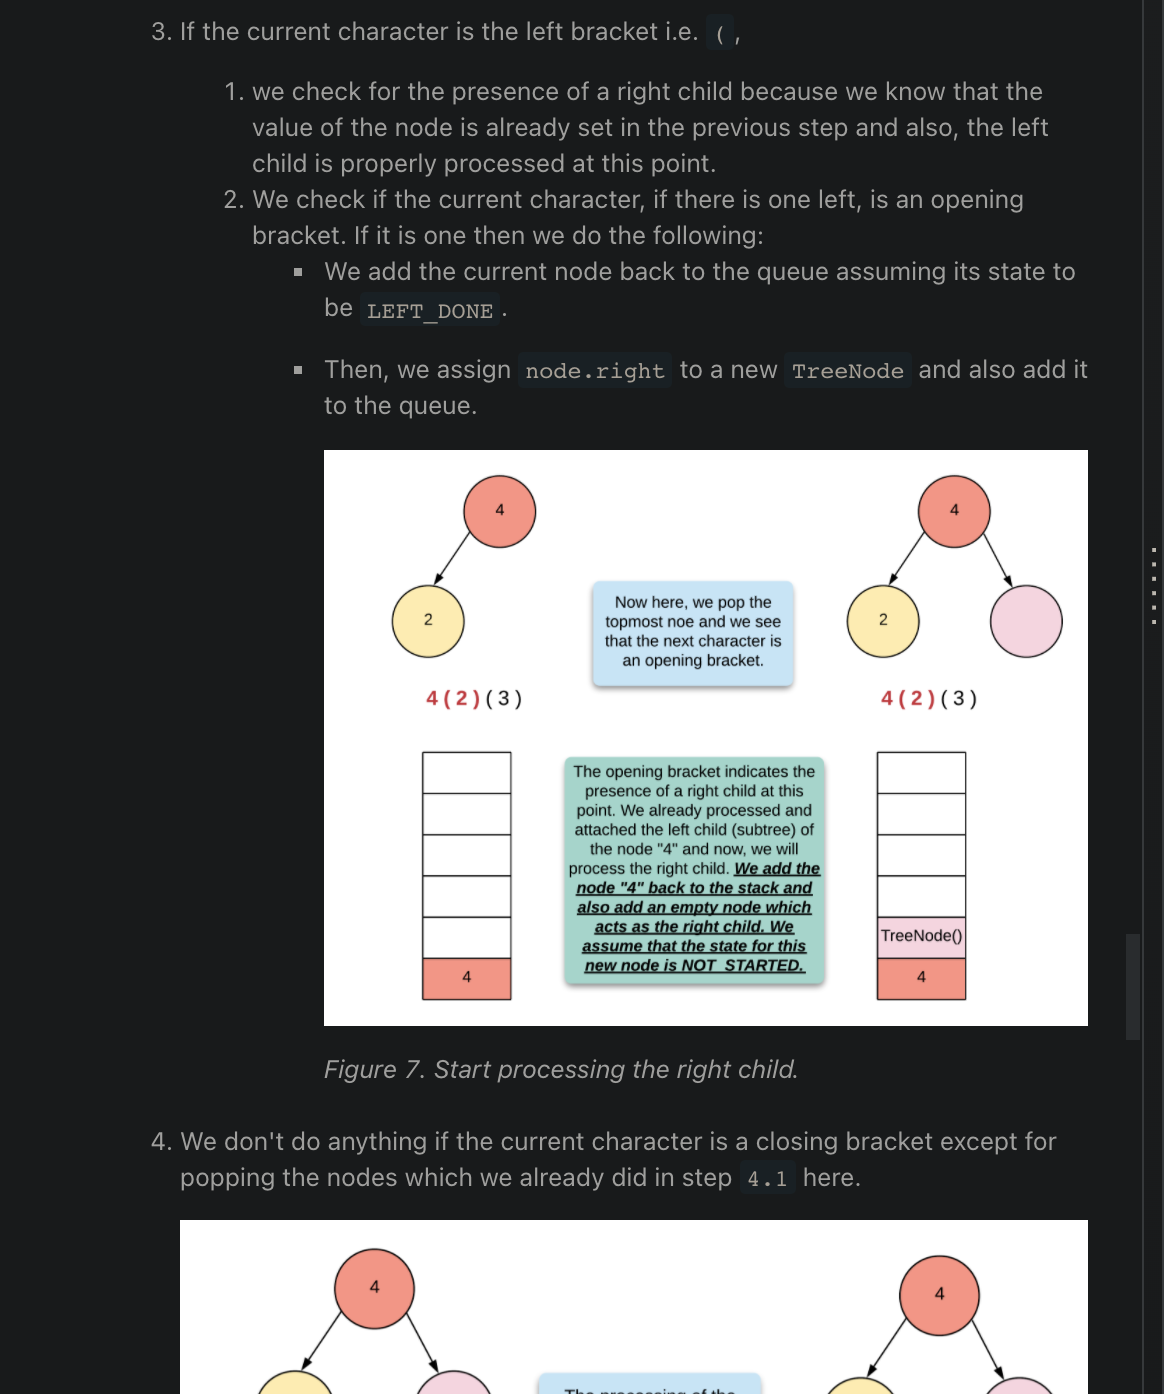 3. If the current character is the left bracket i.e. (,
1. we check for the presence of a right child because we know that the
value of the node is already set in the previous step and also, the left
child is properly processed at this point.
2. We check if the current character, if there is one left, is an opening
bracket. If it is one then we do the following:
▪ We add the current node back to the queue assuming its state to
be LEFT_DONE.
▪ Then, we assign node.right to a new TreeNode and also add it
to the queue.
4
2
4(2)(3)
4
Now here, we pop the
topmost noe and we see
that the next character is
an opening bracket.
The opening bracket indicates the
presence of a right child at this
point. We already processed and
attached the left child (subtree) of
the node "4" and now, we will
process the right child. We add the
node "4" back to the stack and
also add an empty node which
acts as the right child. We
assume that the state for this
new node is NOT_STARTED.
4
2
4(2)(3)
TreeNode()
4
Figure 7. Start processing the right child.
4. We don't do anything if the current character is a closing bracket except for
popping the nodes which we already did in step 4.1 here.
4
The processing of the
4